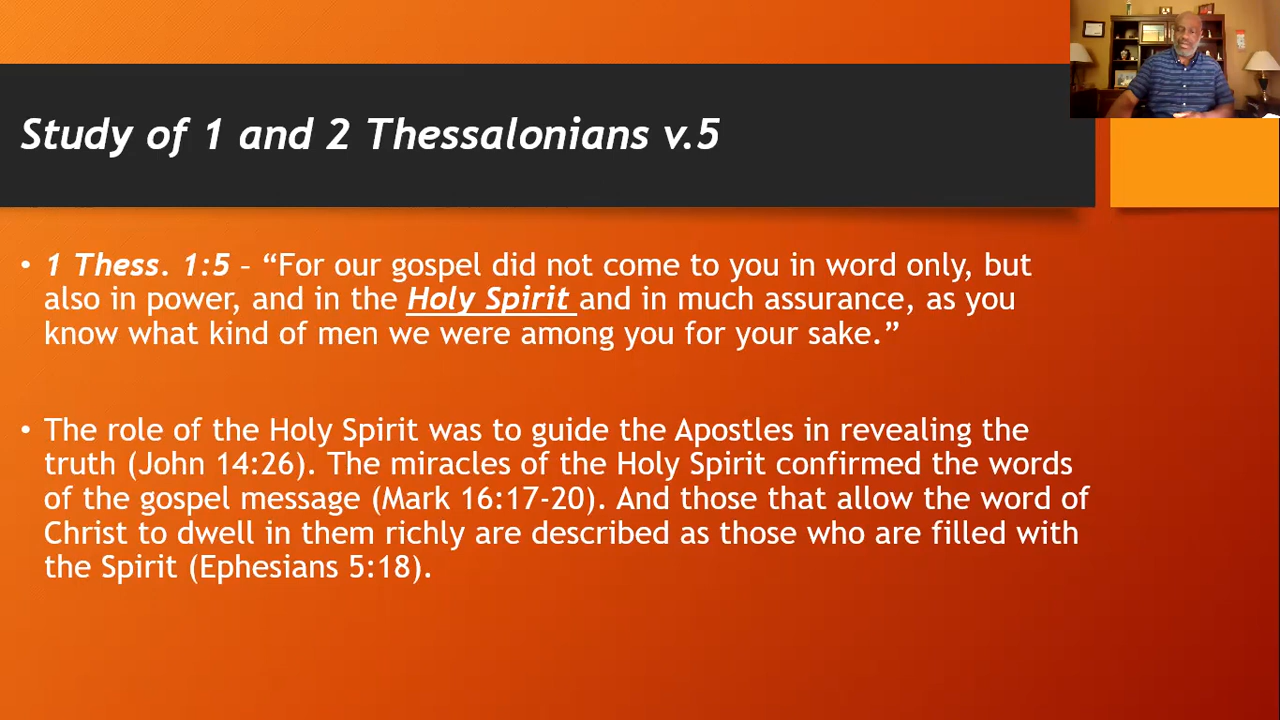 Study of 1 and 2 Thessalonians v.5
• 1 Thess. 1:5 – “For our gospel did not come to you in word only, but
also in power, and in the Holy Spirit and in much assurance, as you
know what kind of men we were among you for your sake.”
• The role of the Holy Spirit was to guide the Apostles in revealing the
truth (John 14:26). The miracles of the Holy Spirit confirmed the words
of the gospel message (Mark 16:17-20). And those that allow the word of
Christ to dwell in them richly are described as those who are filled with
the Spirit (Ephesians 5:18).